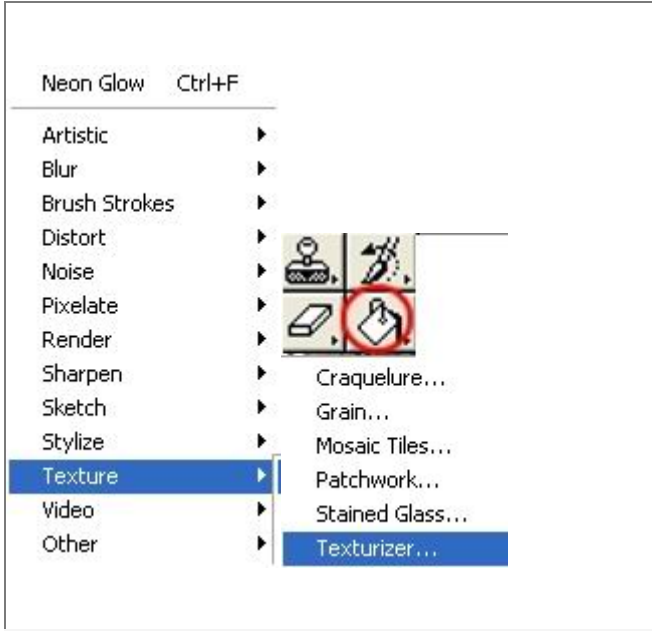 Neon Glow Ctrl+F
Artistic
Blur
Brush Strokes
Distort
Noise
Pixelate
Render
Sharpen
Sketch
Stylize
Texture
Video
Other
Craquelure...
Grain...
Mosaic Tiles...
Patchwork...
Stained Glass...
Texturizer...